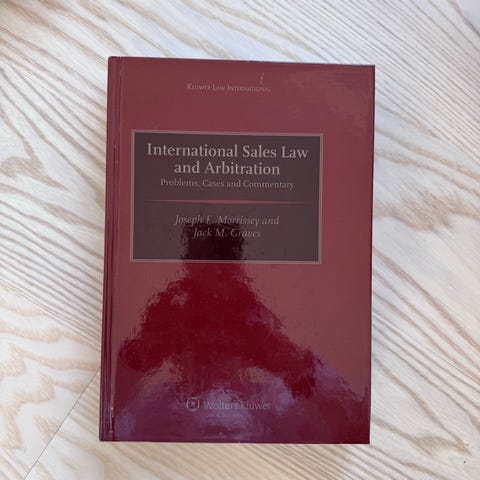 KLUWER LAW INTERNATIONAL
International Sales Law
and Arbitration
Problems, Cases and Commentary
Joseph F. Morrissey and
Jack M. Graves
Wolters Kluwer